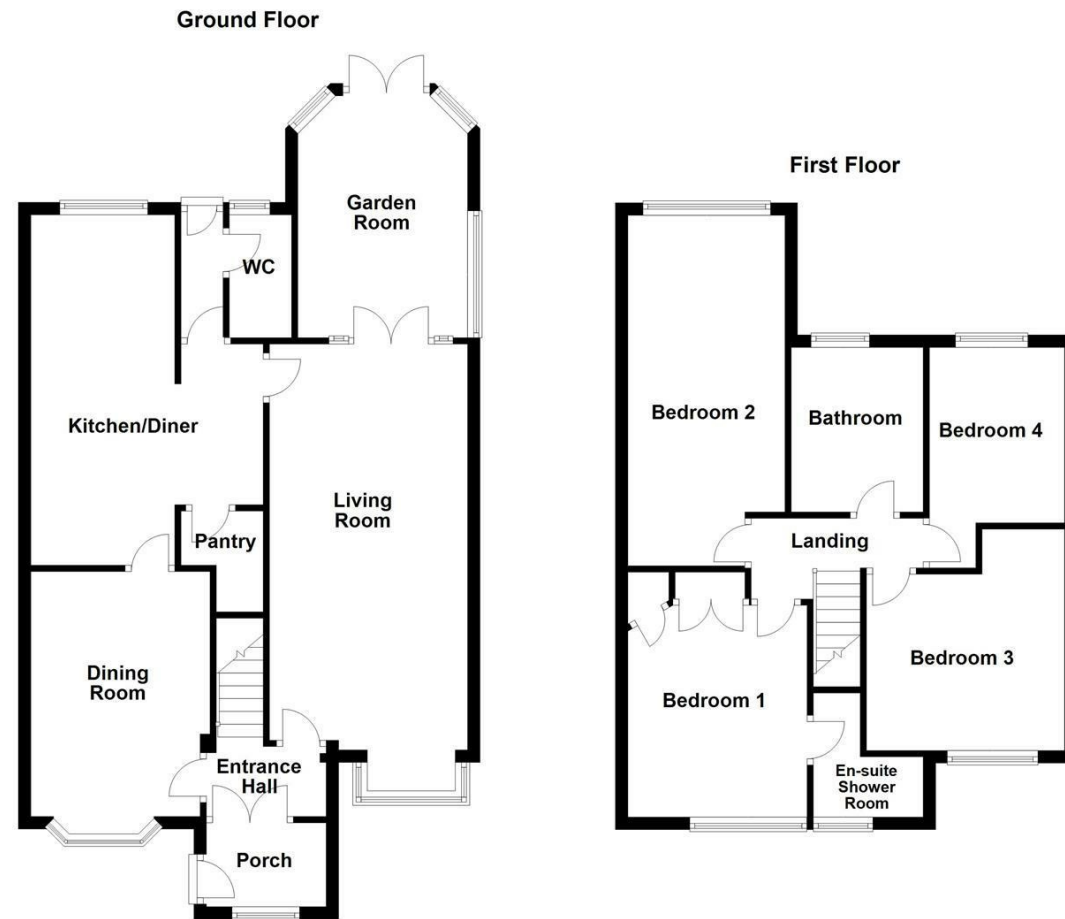 Ground Floor
Garden
Room
WC
Kitchen/Diner
Living
Room
Pantry
Dining
Room
Entrance
Hall
Porch
First Floor
Bedroom 2
Bathroom
Bedroom 4
Landing
Bedroom 3
Bedroom 1
En-suite
Shower
Room